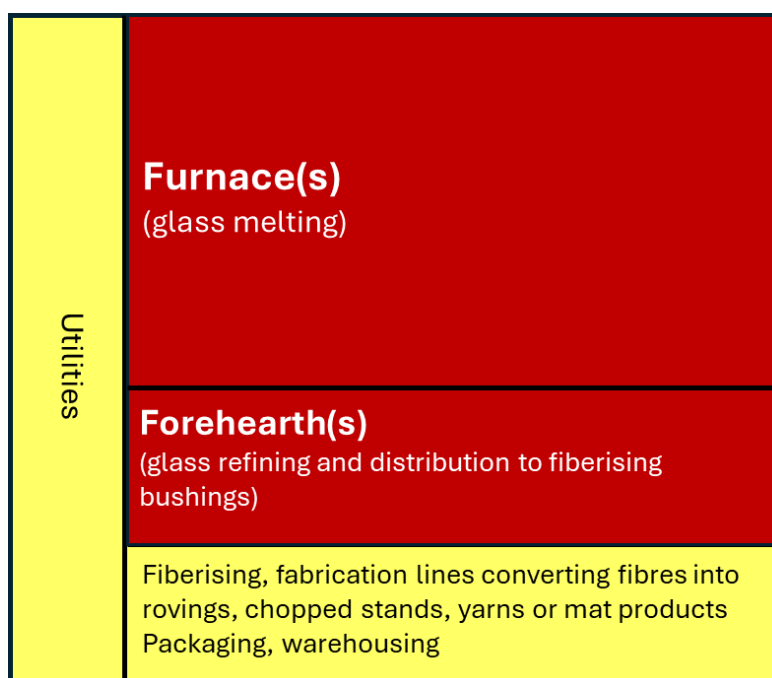 Utilities
Furnace(s)
(glass melting)
Forehearth(s)
(glass refining and distribution to fiberising
bushings)
Fiberising, fabrication lines converting fibres into
rovings, chopped stands, yarns or mat products
Packaging, warehousing